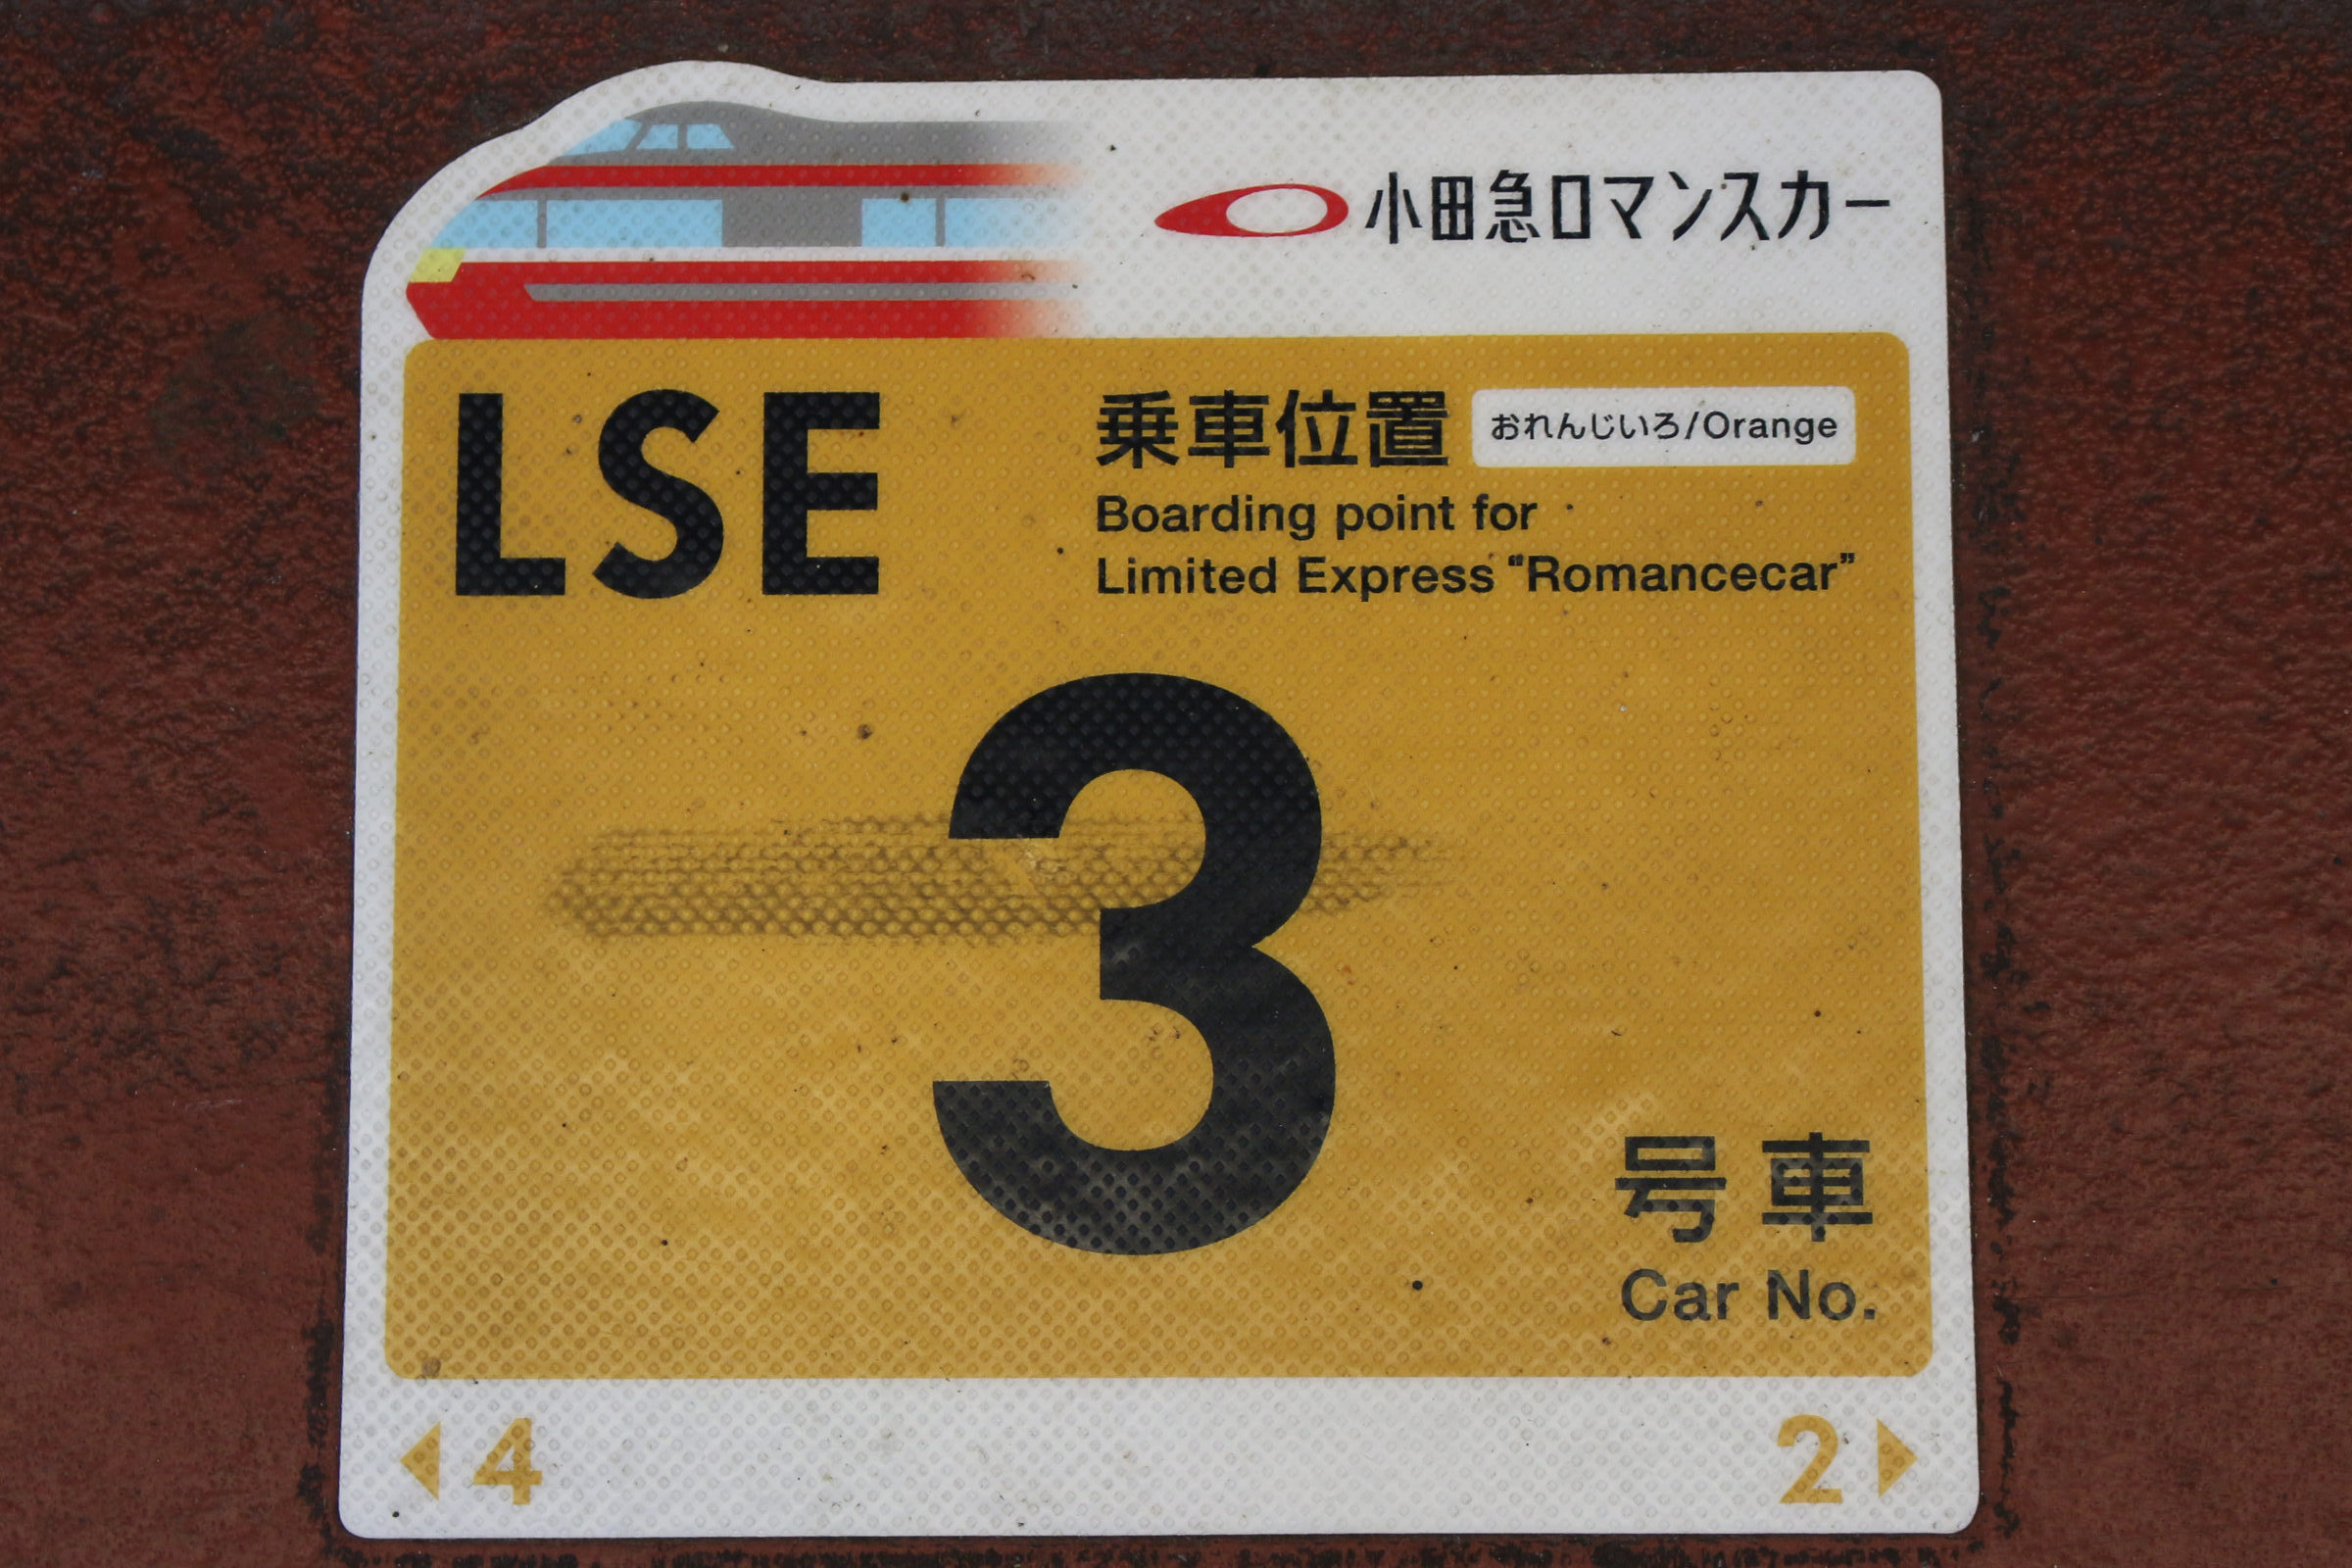 小田急ロマンスカー
LSE
乗車位置 おれんじいろ/Orange
Boarding point for
Limited Express “Romancecar”
3
号車
Car No.
◀4 2▶